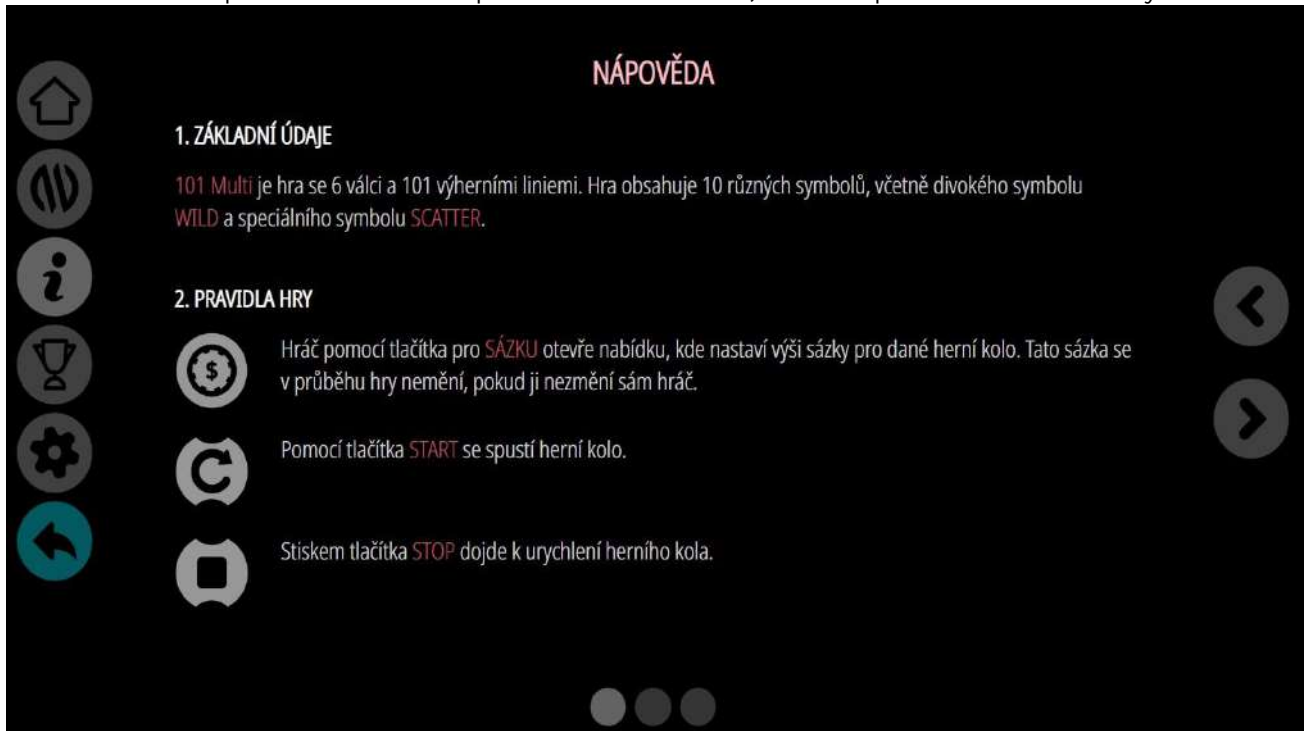 NÁPOVĚDA
1. ZÁKLADNÍ ÚDAJE
101 Multi je hra se 6 válci a 101 výherními liniemi. Hra obsahuje 10 různých symbolů, včetně divokého symbolu
WILD a speciálního symbolu SCATTER.
2. PRAVIDLA HRY
Hráč pomocí tlačítka pro SÁZKU otevře nabídku, kde nastaví výši sázky pro dané herní kolo. Tato sázka se
v průběhu hry nemění, pokud ji nezmění sám hráč.
Pomocí tlačítka START se spustí herní kolo.
Stiskem tlačítka STOP dojde k urychlení herního kola.